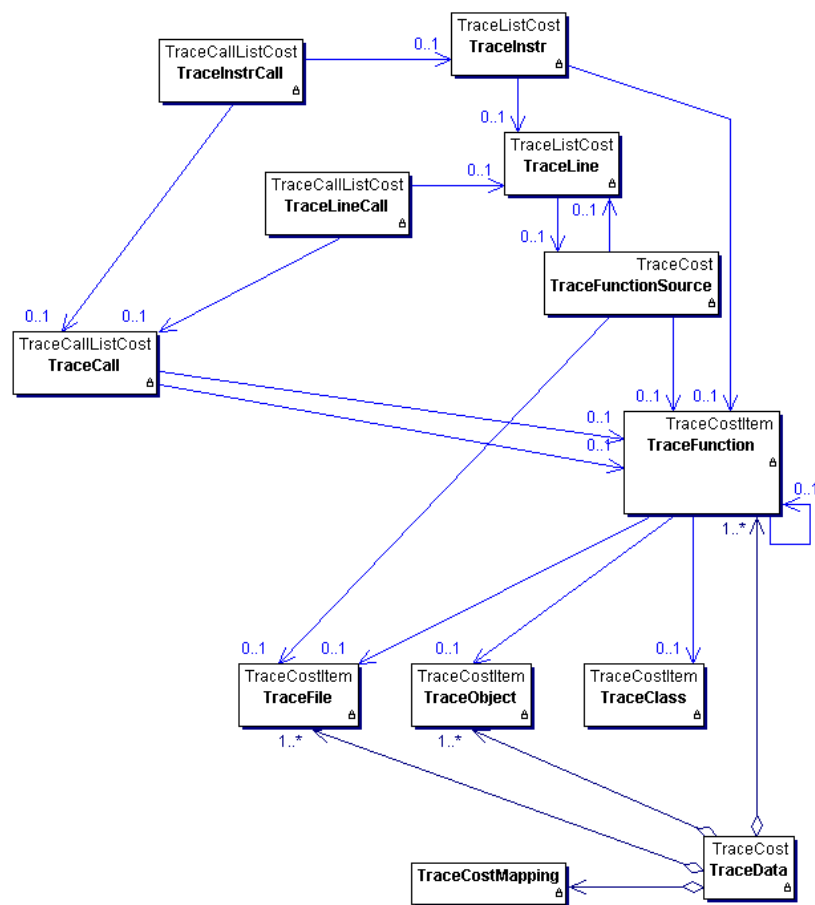 TraceCallListCost
TraceInstrCall
0..1
TraceListCost
TraceInstr
0..1
0..1
TraceListCost
TraceLine
TraceCallListCost
TraceLineCall
0..1
0..1
0..1
TraceCost
TraceFunctionSource
0..1
0..1
TraceCallListCost
TraceCall
0..1
0..1
0..1
0..1
TraceCostItem
TraceFunction
0..1
1..*
0..1
0..1
0..1
0..1
TraceCostItem
TraceFile
TraceCostItem
TraceObject
TraceCostItem
TraceClass
1..*
1..*
TraceCost
TraceData
TraceCostMapping